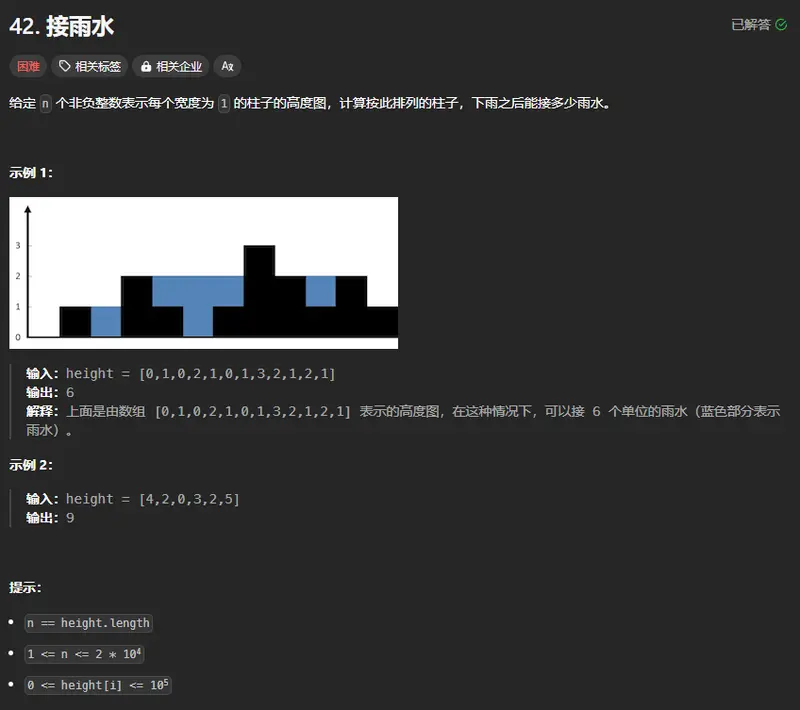 42. 接雨水
已解答
困难 相关标签 相关企业 Az
给定 n 个非负整数表示每个宽度为 1 的柱子的高度图，计算按此排列的柱子，下雨之后能接多少雨水。
示例 1：
3
2
1
0
输入：height = [0,1,0,2,1,0,1,3,2,1,2,1]
输出：6
解释：上面是由数组 [0,1,0,2,1,0,1,3,2,1,2,1] 表示的高度图，在这种情况下，可以接 6 个单位的雨水（蓝色部分表示
雨水）。
示例 2：
输入：height = [4,2,0,3,2,5]
输出：9
提示：
n == height.length
1 <= n <= 2 * 10⁴
0 <= height[i] <= 10⁵